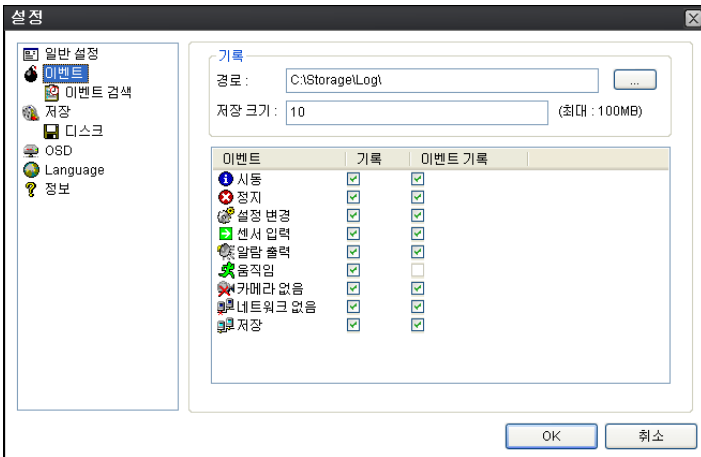 설정
일반 설정
이벤트
이벤트 검색
저장
디스크
OSD
Language
정보
기록
경로 : C:\Storage\Log\ ...
저장 크기 : 10 (최대 : 100MB)
이벤트 기록 이벤트 기록
시동
정지
설정 변경
센서 입력
알람 출력
움직임
카메라 없음
네트워크 없음
저장
OK 취소